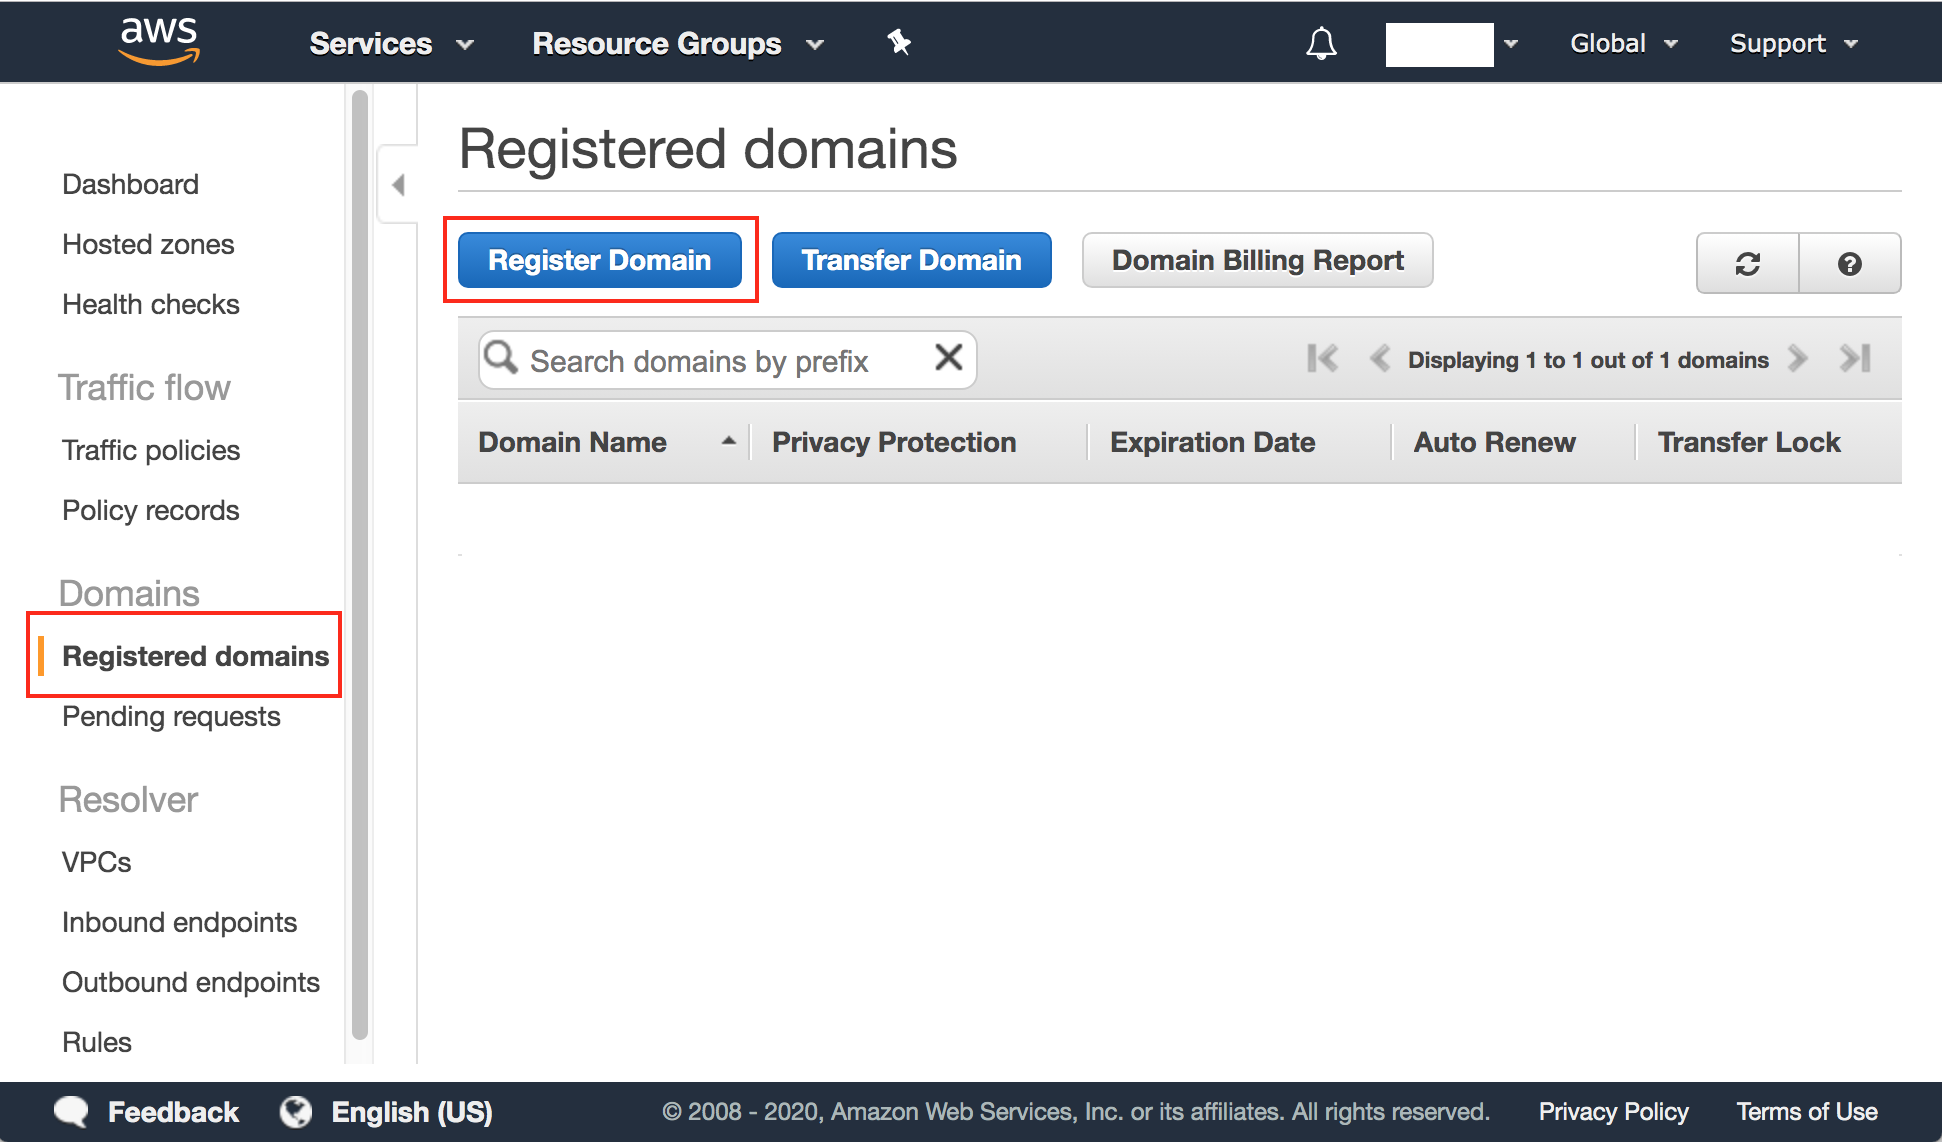 aws Services Resource Groups Global Support
Dashboard
Hosted zones
Health checks
Traffic flow
Traffic policies
Policy records
Domains
Registered domains
Pending requests
Resolver
VPCs
Inbound endpoints
Outbound endpoints
Rules
Registered domains
Register Domain Transfer Domain Domain Billing Report
Search domains by prefix Displaying 1 to 1 out of 1 domains
Domain Name Privacy Protection Expiration Date Auto Renew Transfer Lock
Feedback English (US) © 2008 - 2020, Amazon Web Services, Inc. or its affiliates. All rights reserved. Privacy Policy Terms of Use